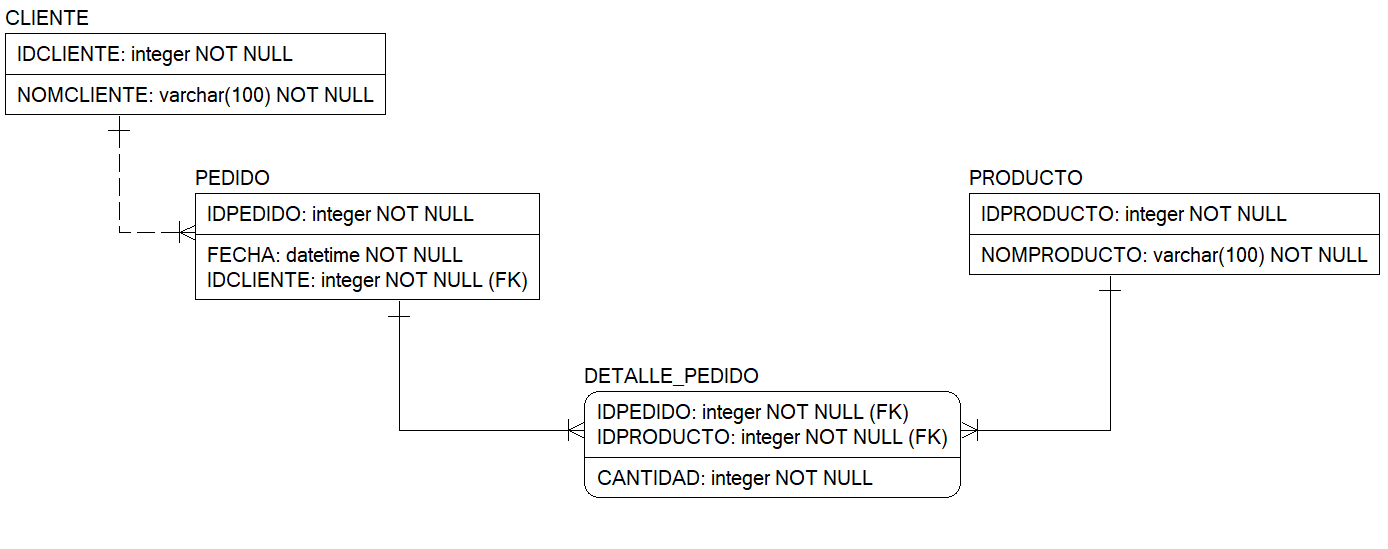 CLIENTE
IDCLIENTE: integer NOT NULL
NOMCLIENTE: varchar(100) NOT NULL
PEDIDO
IDPEDIDO: integer NOT NULL
FECHA: datetime NOT NULL
IDCLIENTE: integer NOT NULL (FK)
PRODUCTO
IDPRODUCTO: integer NOT NULL
NOMPRODUCTO: varchar(100) NOT NULL
DETALLE_PEDIDO
IDPEDIDO: integer NOT NULL (FK)
IDPRODUCTO: integer NOT NULL (FK)
CANTIDAD: integer NOT NULL